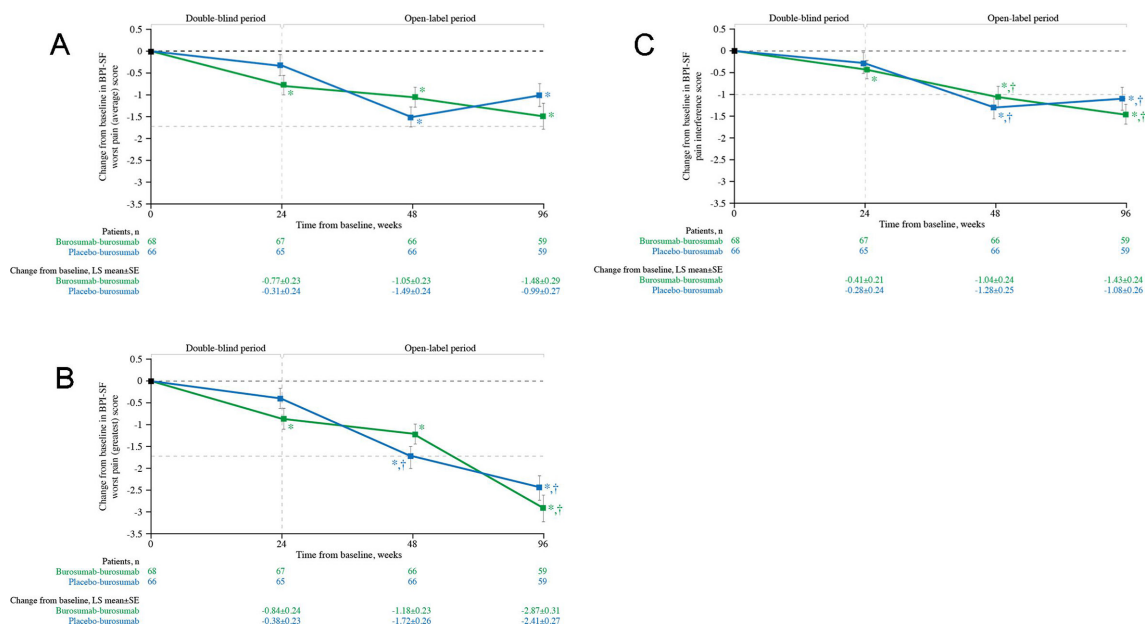 A
Double-blind period Open-label period
Change from baseline in BPI-SF
worst pain (average) score
0.5
0
-0.5
-1
-1.5
-2
-2.5
-3
-3.5
* * * * *
0 24 48 96
Time from baseline, weeks
Patients, n
Burosumab-burosumab 68 67 66 59
Placebo-burosumab 66 65 66 59
Change from baseline, LS mean±SE
Burosumab-burosumab -0.77±0.23 -1.05±0.23 -1.48±0.29
Placebo-burosumab -0.31±0.24 -1.49±0.24 -0.99±0.27
C
Double-blind period Open-label period
Change from baseline in BPI-SF
pain interference score
0.5
0
-0.5
-1
-1.5
-2
-2.5
-3
-3.5
* *,† *,† *,† *,†
0 24 48 96
Time from baseline, weeks
Patients, n
Burosumab-burosumab 68 67 66 59
Placebo-burosumab 66 65 66 59
Change from baseline, LS mean±SE
Burosumab-burosumab -0.41±0.21 -1.04±0.24 -1.43±0.24
Placebo-burosumab -0.28±0.24 -1.28±0.25 -1.08±0.26
B
Double-blind period Open-label period
Change from baseline in BPI-SF
worst pain (greatest) score
0.5
0
-0.5
-1
-1.5
-2
-2.5
-3
-3.5
* * *,† *,† *,†
0 24 48 96
Time from baseline, weeks
Patients, n
Burosumab-burosumab 68 67 66 59
Placebo-burosumab 66 65 66 59
Change from baseline, LS mean±SE
Burosumab-burosumab -0.84±0.24 -1.18±0.23 -2.87±0.31
Placebo-burosumab -0.38±0.23 -1.72±0.26 -2.41±0.27